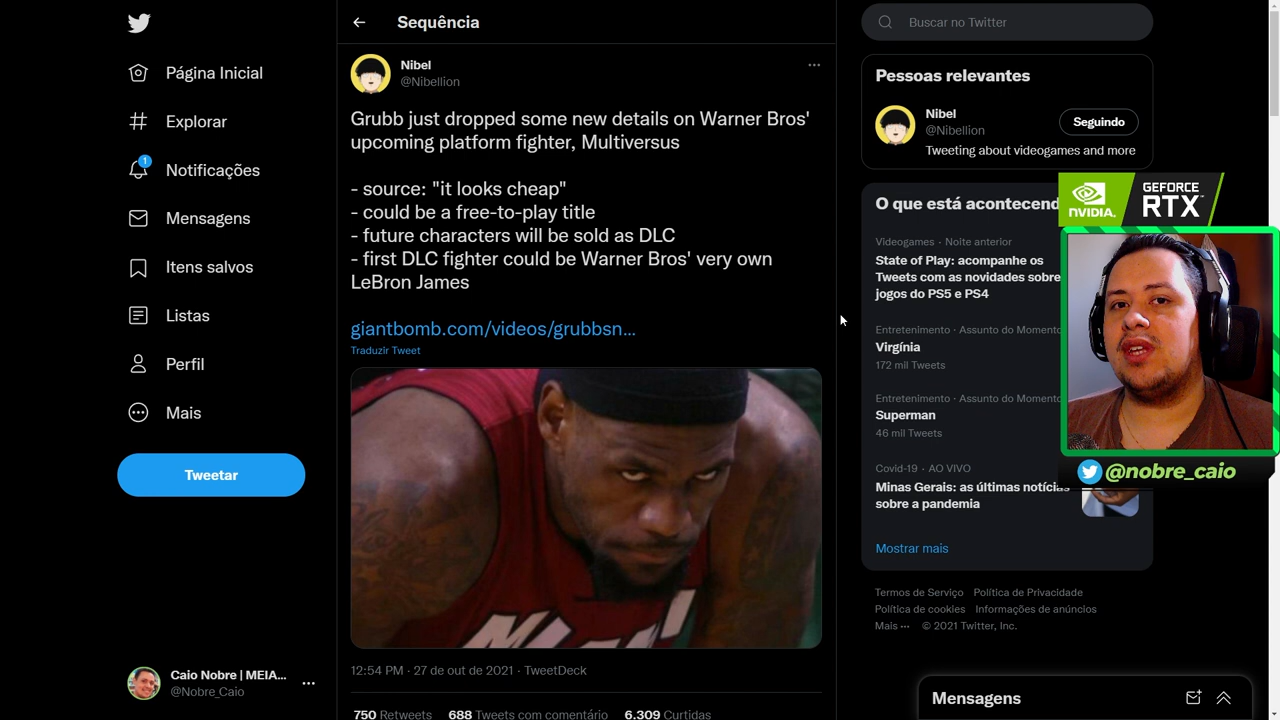 Página Inicial
Explorar
1
Notificações
Mensagens
Itens salvos
Listas
Perfil
Mais
Tweetar
Caio Nobre | MEIA...
@Nobre_Caio
Sequência
Nibel
@Nibellion
Grubb just dropped some new details on Warner Bros'
upcoming platform fighter, Multiversus
- source: "it looks cheap"
- could be a free-to-play title
- future characters will be sold as DLC
- first DLC fighter could be Warner Bros' very own
LeBron James
giantbomb.com/videos/grubbsn...
Traduzir Tweet
12:54 PM · 27 de out de 2021 · TweetDeck
750 Retweets 688 Tweets com comentário 6.309 Curtidas
Buscar no Twitter
Pessoas relevantes
Nibel
@Nibellion
Seguindo
Tweeting about videogames and more
O que está acontecend
Videogames · Noite anterior
State of Play: acompanhe os
Tweets com as novidades sobre
jogos do PS5 e PS4
Entretenimento · Assunto do Momento
Virgínia
172 mil Tweets
Entretenimento · Assunto do Momento
Superman
46 mil Tweets
Covid-19 · AO VIVO
Minas Gerais: as últimas notícias
sobre a pandemia
Mostrar mais
Termos de Serviço Política de Privacidade
Política de cookies Informações de anúncios
Mais ··· © 2021 Twitter, Inc.
Mensagens
NVIDIA.
GEFORCE
RTX
@nobre_caio